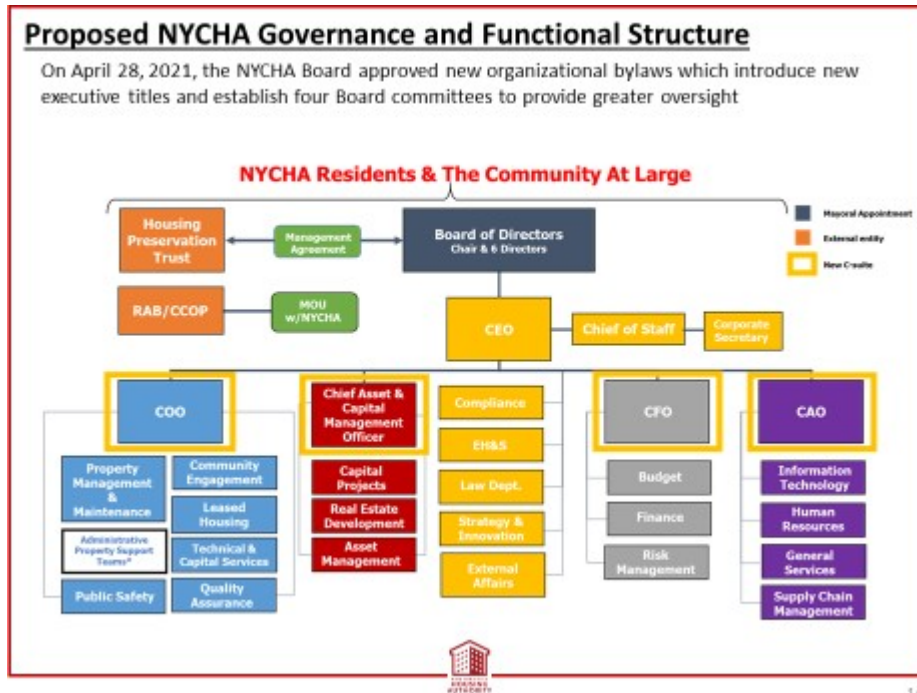 Proposed NYCHA Governance and Functional Structure
On April 28, 2021, the NYCHA Board approved new organizational bylaws which introduce new
executive titles and establish four Board committees to provide greater oversight
NYCHA Residents & The Community At Large
Housing
Preservation
Trust
Management
Agreement
Board of Directors
Chair & 6 Directors
Mayoral Appointment
External entity
New C-suite
RAB/CCOP
MOU
w/NYCHA
CEO
Chief of Staff
Corporate
Secretary
COO
Property
Management
&
Maintenance
Administrative
Property Support
Teams*
Public Safety
Community
Engagement
Leased
Housing
Technical &
Capital Services
Quality
Assurance
Chief Asset &
Capital
Management
Officer
Capital
Projects
Real Estate
Development
Asset
Management
Compliance
EH&S
Law Dept.
Strategy &
Innovation
External
Affairs
CFO
Budget
Finance
Risk
Management
CAO
Information
Technology
Human
Resources
General
Services
Supply Chain
Management
HOUSING
AUTHORITY